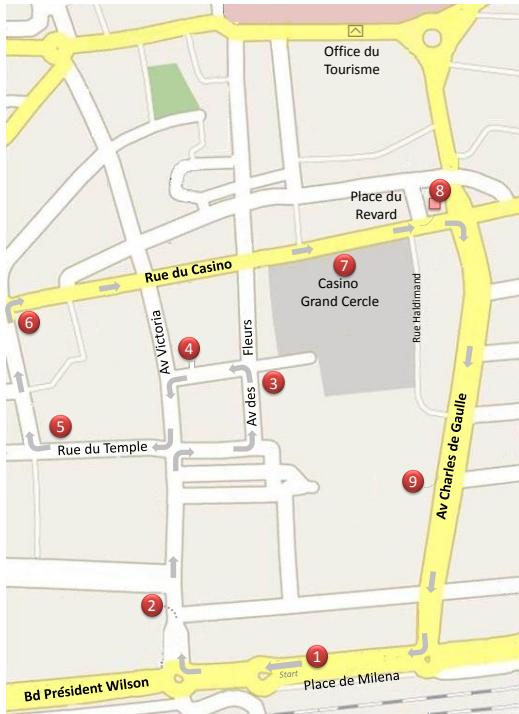 Office du
Tourisme
8
Place du
Revard
Rue du Casino
7
Casino
Grand Cercle
Rue Haldimand
6
Av Victoria
Av des Fleurs
4
3
5
Rue du Temple
Av Charles de Gaulle
9
2
1
Start
Place de Milena
Bd Président Wilson